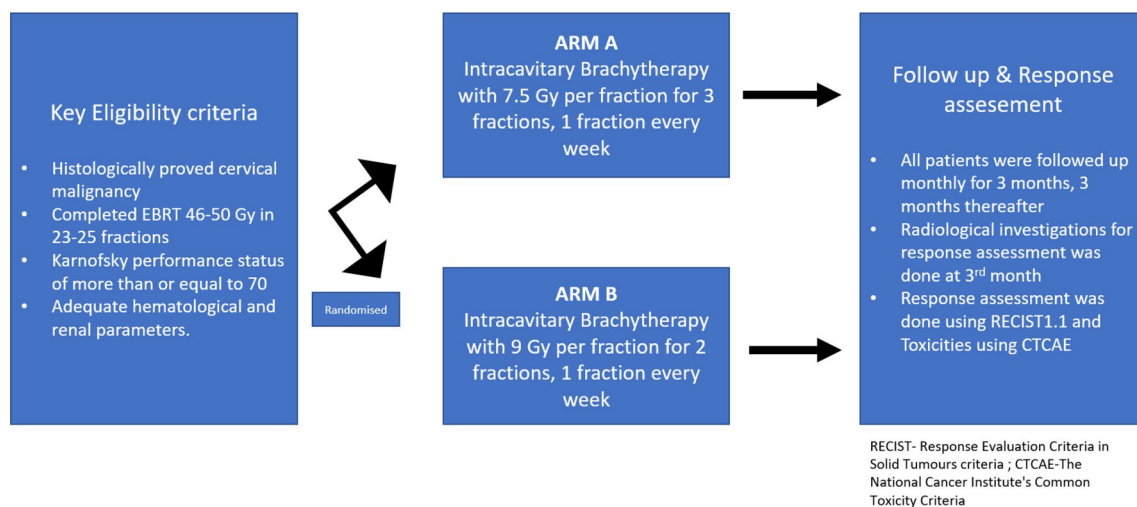 Key Eligibility criteria
• Histologically proved cervical
malignancy
• Completed EBRT 46-50 Gy in
23-25 fractions
• Karnofsky performance status
of more than or equal to 70
• Adequate hematological and
renal parameters.
Randomised
ARM A
Intracavitary Brachytherapy
with 7.5 Gy per fraction for 3
fractions, 1 fraction every
week
ARM B
Intracavitary Brachytherapy
with 9 Gy per fraction for 2
fractions, 1 fraction every
week
Follow up & Response
assesement
• All patients were followed up
monthly for 3 months, 3
months thereafter
• Radiological investigations for
response assessment was
done at 3rd month
• Response assessment was
done using RECIST1.1 and
Toxicities using CTCAE
RECIST- Response Evaluation Criteria in
Solid Tumours criteria ; CTCAE-The
National Cancer Institute's Common
Toxicity Criteria